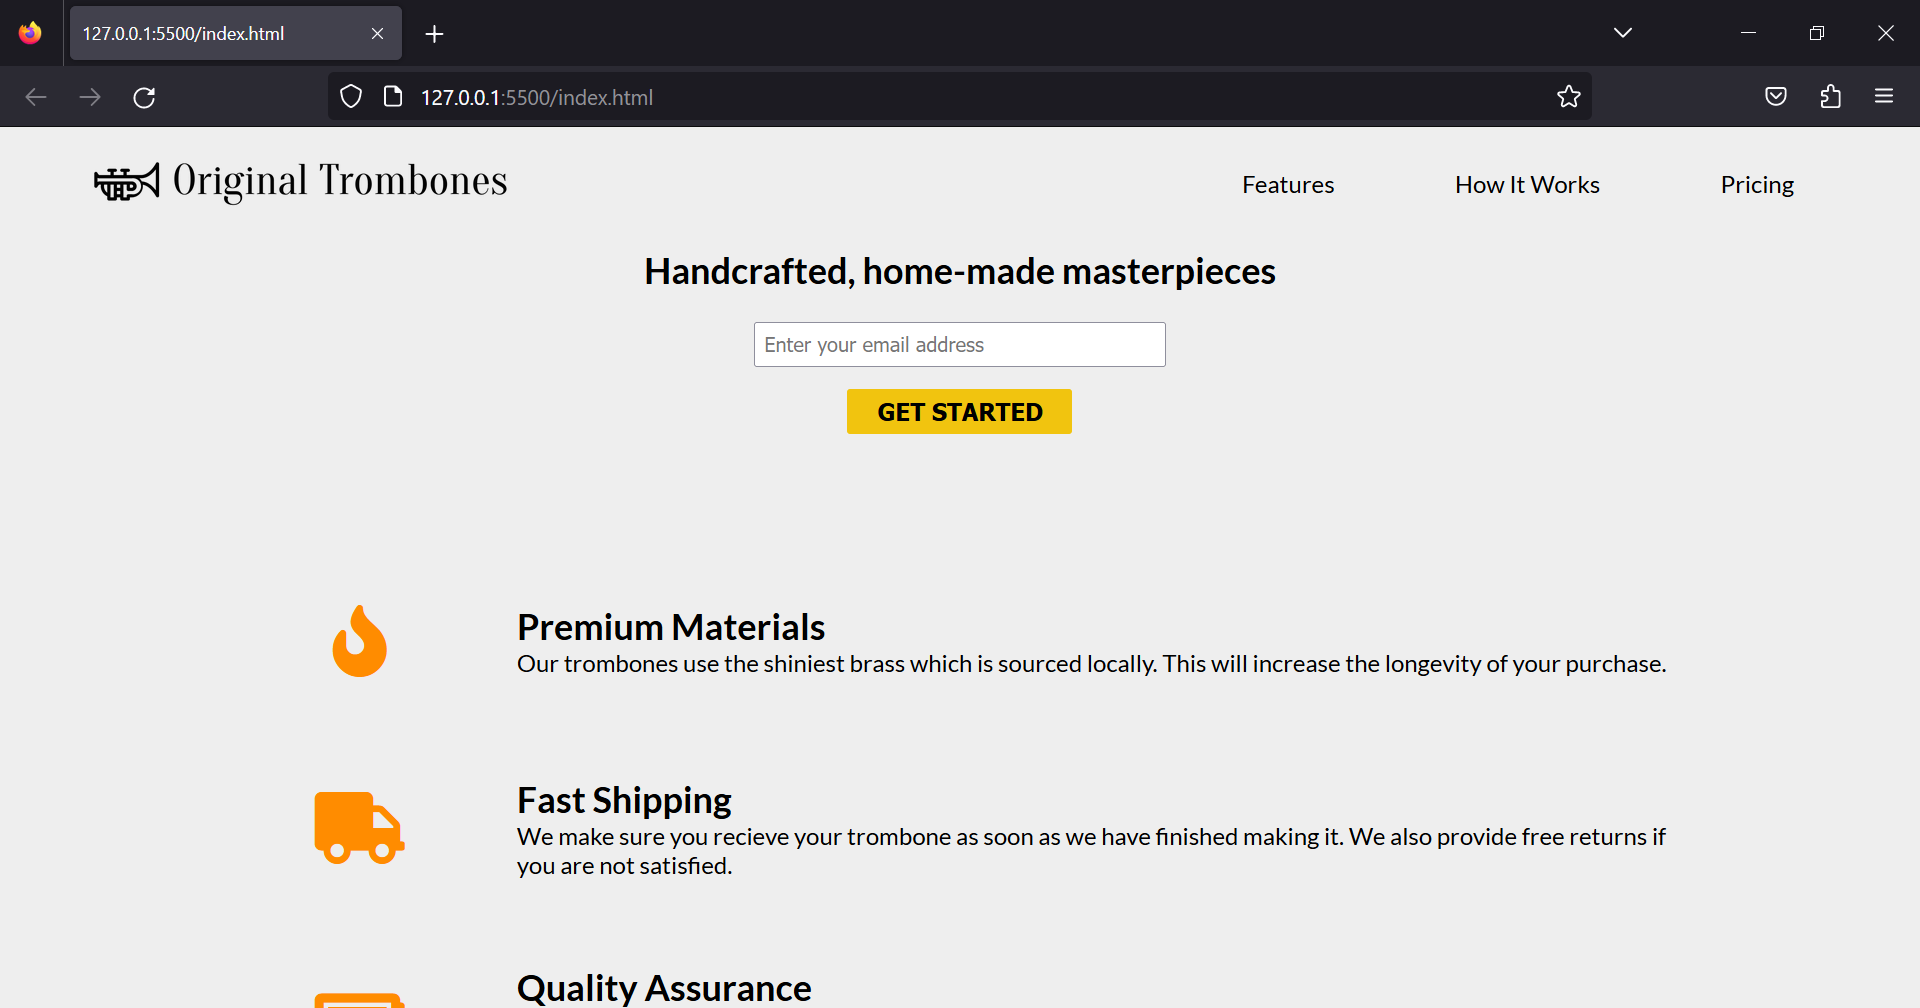 127.0.0.1:5500/index.html
127.0.0.1:5500/index.html
Original Trombones
Features
How It Works
Pricing
Handcrafted, home-made masterpieces
Enter your email address
GET STARTED
Premium Materials
Our trombones use the shiniest brass which is sourced locally. This will increase the longevity of your purchase.
Fast Shipping
We make sure you recieve your trombone as soon as we have finished making it. We also provide free returns if
you are not satisfied.
Quality Assurance